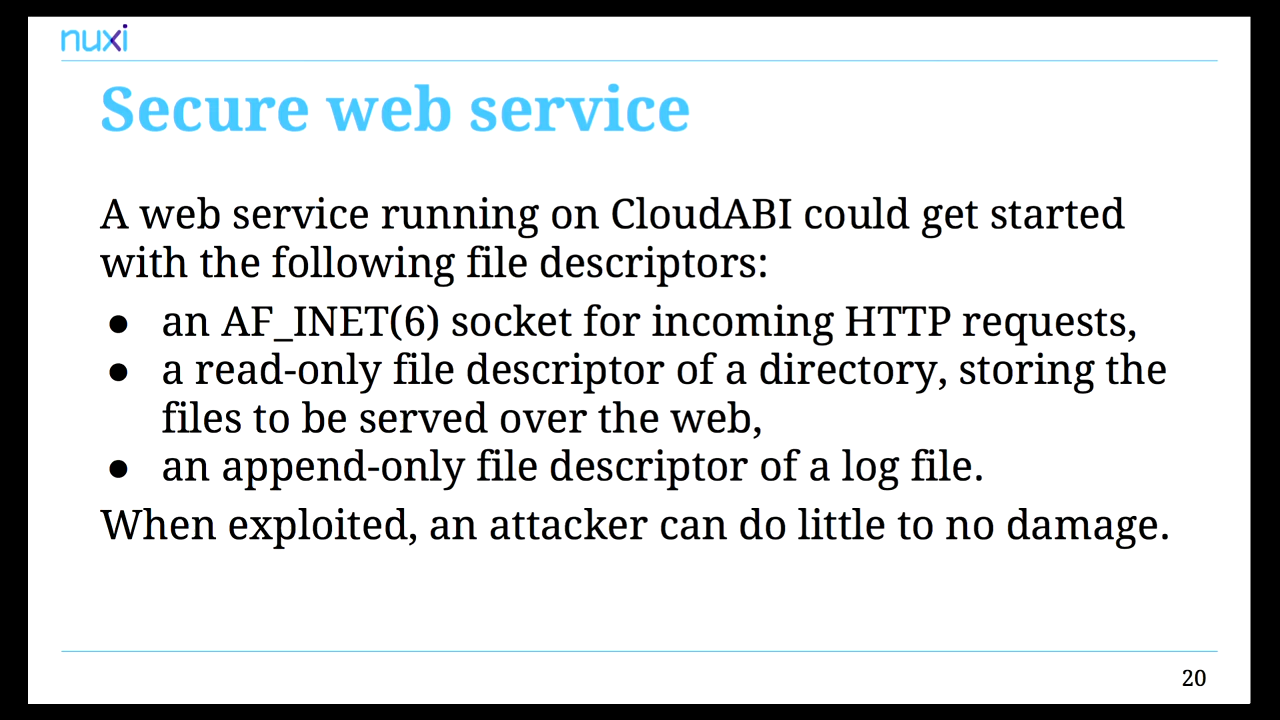 nuxi
Secure web service
A web service running on CloudABI could get started
with the following file descriptors:
● an AF_INET(6) socket for incoming HTTP requests,
● a read-only file descriptor of a directory, storing the
files to be served over the web,
● an append-only file descriptor of a log file.
When exploited, an attacker can do little to no damage.
20